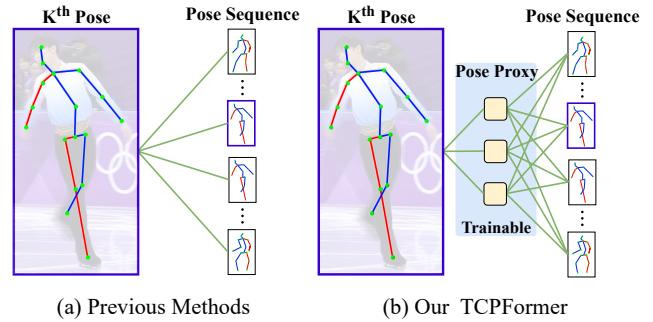 Kth Pose
Pose Sequence
Kth Pose
Pose Sequence
Pose Proxy
Trainable
(a) Previous Methods
(b) Our TCPFormer